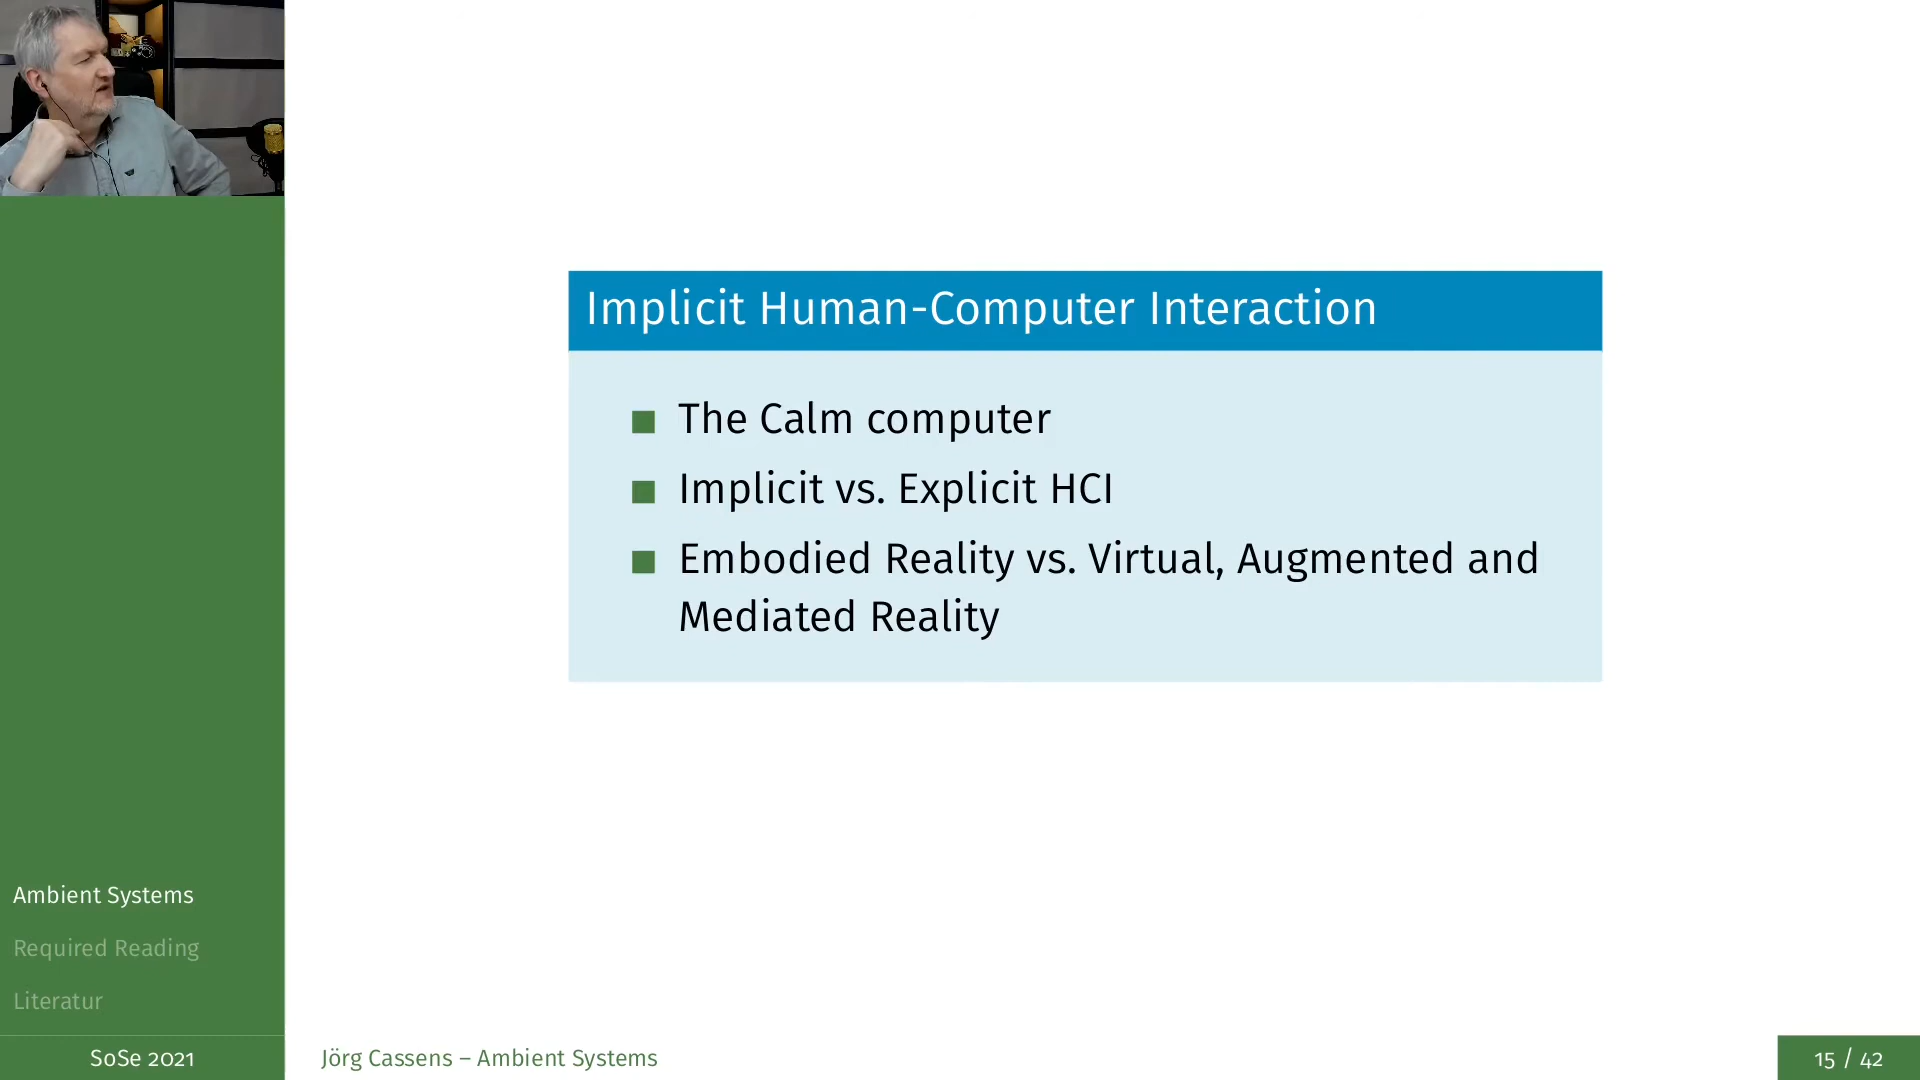 Implicit Human-Computer Interaction
The Calm computer
Implicit vs. Explicit HCI
Embodied Reality vs. Virtual, Augmented and
Mediated Reality
Ambient Systems
Required Reading
Literatur
SoSe 2021
Jörg Cassens – Ambient Systems
15 / 42